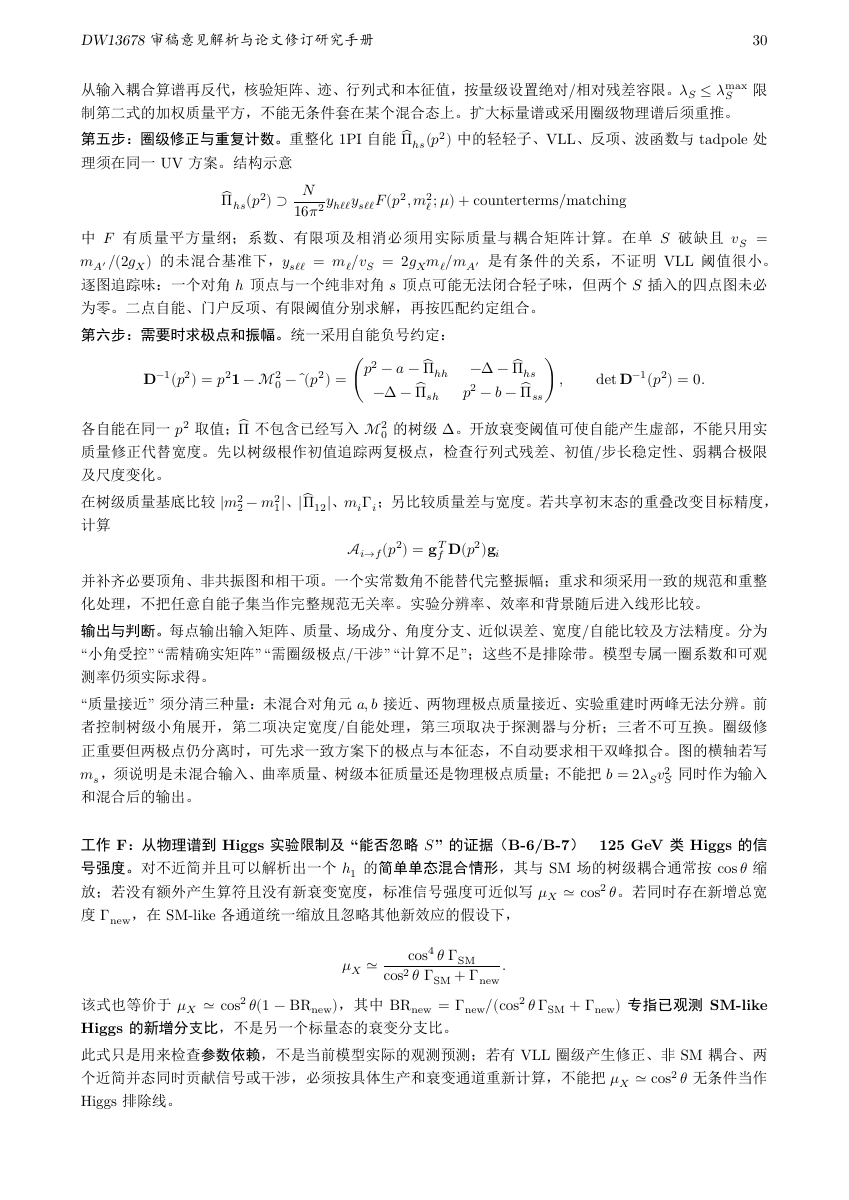 DW13678 审稿意见解析与论文修订研究手册 30
从输入耦合算谱再反代，核验矩阵、迹、行列式和本征值，按量级设置绝对/相对残差容限。λ_S ≤ λ_S^max 限
制第二式的加权质量平方，不能无条件套在某个混合态上。扩大标量谱或采用圈级物理谱后须重推。
第五步：圈级修正与重复计数。重整化 1PI 自能 Π̂_hs(p²) 中的轻轻子、VLL、反项、波函数与 tadpole 处
理须在同一 UV 方案。结构示意
Π̂_hs(p²) ⊃ N/(16π²) y_hℓℓ y_sℓℓ F(p², m_ℓ²; μ) + counterterms/matching
中 F 有质量平方量纲；系数、有限项及相消必须用实际质量与耦合矩阵计算。在单 S 破缺且 v_S =
m_A′/(2g_X) 的未混合基准下，y_sℓℓ = m_ℓ/v_S = 2g_X m_ℓ/m_A′ 是有条件的关系，不证明 VLL 阈值很小。
逐图追踪味：一个对角 h 顶点与一个纯非对角 s 顶点可能无法闭合轻子味，但两个 S 插入的四点图未必
为零。二点自能、门户反项、有限阈值分别求解，再按匹配约定组合。
第六步：需要时求极点和振幅。统一采用自能负号约定：
D⁻¹(p²) = p²1 − ℳ₀² − ˆ(p²) = ( p² − a − Π̂_hh −Δ − Π̂_hs
−Δ − Π̂_sh p² − b − Π̂_ss ), det D⁻¹(p²) = 0.
各自能在同一 p² 取值；Π̂ 不包含已经写入 ℳ₀² 的树级 Δ。开放衰变阈值可使自能产生虚部，不能只用实
质量修正代替宽度。先以树级根作初值追踪两复极点，检查行列式残差、初值/步长稳定性、弱耦合极限
及尺度变化。
在树级质量基底比较 |m₂² − m₁²|、|Π̂₁₂|、m_iΓ_i；另比较质量差与宽度。若共享初末态的重叠改变目标精度，
计算
𝒜_i→f(p²) = g_f^T D(p²)g_i
并补齐必要顶角、非共振图和相干项。一个实常数角不能替代完整振幅；重求和须采用一致的规范和重整
化处理，不把任意自能子集当作完整规范无关率。实验分辨率、效率和背景随后进入线形比较。
输出与判断。每点输出输入矩阵、质量、场成分、角度分支、近似误差、宽度/自能比较及方法精度。分为
“小角受控”“需精确实矩阵”“需圈级极点/干涉”“计算不足”；这些不是排除带。模型专属一圈系数和可观
测率仍须实际求得。
“质量接近” 须分清三种量：未混合对角元 a, b 接近、两物理极点质量接近、实验重建时两峰无法分辨。前
者控制树级小角展开，第二项决定宽度/自能处理，第三项取决于探测器与分析；三者不可互换。圈级修
正重要但两极点仍分离时，可先求一致方案下的极点与本征态，不自动要求相干双峰拟合。图的横轴若写
m_s，须说明是未混合输入、曲率质量、树级本征质量还是物理极点质量；不能把 b = 2λ_S v_S² 同时作为输入
和混合后的输出。
工作 F：从物理谱到 Higgs 实验限制及 “能否忽略 S” 的证据（B-6/B-7） 125 GeV 类 Higgs 的信
号强度。对不近简并且可以解析出一个 h₁ 的简单单态混合情形，其与 SM 场的树级耦合通常按 cos θ 缩
放；若没有额外产生算符且没有新衰变宽度，标准信号强度可近似写 μ_X ≃ cos² θ。若同时存在新增总宽
度 Γ_new，在 SM-like 各通道统一缩放且忽略其他新效应的假设下，
μ_X ≃ cos⁴ θ Γ_SM / (cos² θ Γ_SM + Γ_new).
该式也等价于 μ_X ≃ cos² θ(1 − BR_new)，其中 BR_new = Γ_new/(cos² θ Γ_SM + Γ_new) 专指已观测 SM-like
Higgs 的新增分支比，不是另一个标量态的衰变分支比。
此式只是用来检查参数依赖，不是当前模型实际的观测预测；若有 VLL 圈级产生修正、非 SM 耦合、两
个近简并态同时贡献信号或干涉，必须按具体生产和衰变通道重新计算，不能把 μ_X ≃ cos² θ 无条件当作
Higgs 排除线。